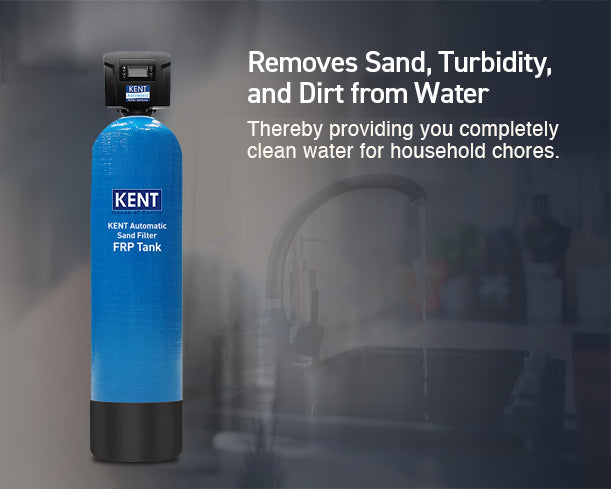 KENT
Automatic
Removes Sand, Turbidity,
and Dirt from Water
Thereby providing you completely
clean water for household chores.
KENT
KENT Automatic
Sand Filter
FRP Tank